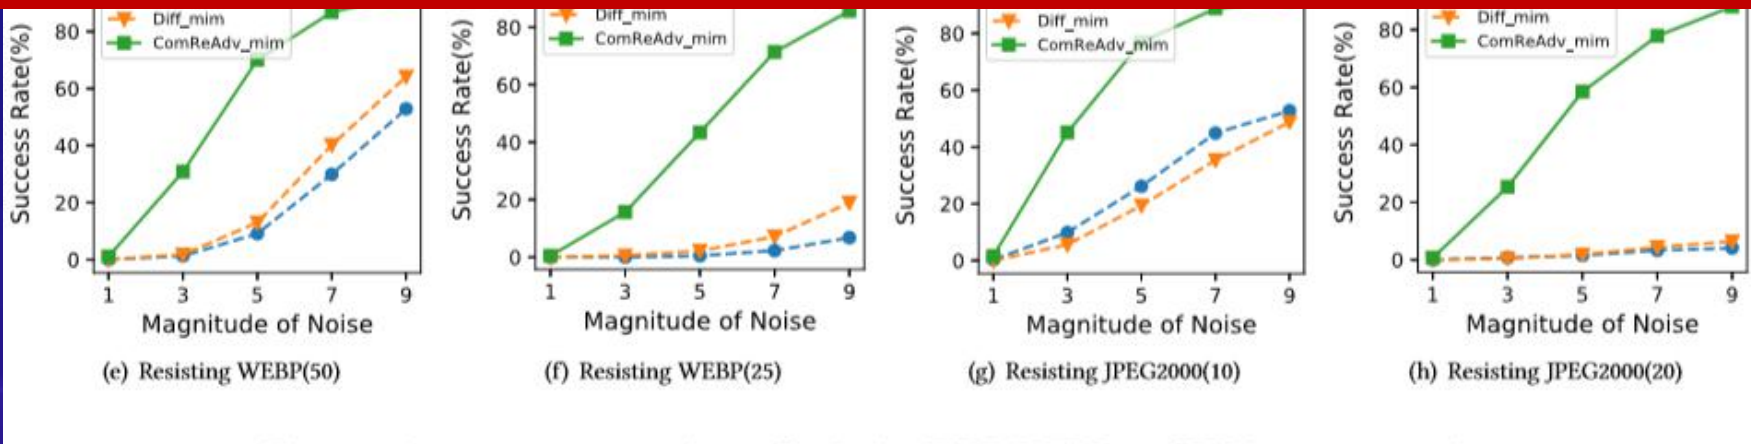 Diff_mim
ComReAdv_mim
Success Rate(%)
80
60
40
20
0
1 3 5 7 9
Magnitude of Noise
(e) Resisting WEBP(50)
Diff_mim
ComReAdv_mim
Success Rate(%)
80
60
40
20
0
1 3 5 7 9
Magnitude of Noise
(f) Resisting WEBP(25)
Diff_mim
ComReAdv_mim
Success Rate(%)
80
60
40
20
0
1 3 5 7 9
Magnitude of Noise
(g) Resisting JPEG2000(10)
Diff_mim
ComReAdv_mim
Success Rate(%)
80
60
40
20
0
1 3 5 7 9
Magnitude of Noise
(h) Resisting JPEG2000(20)